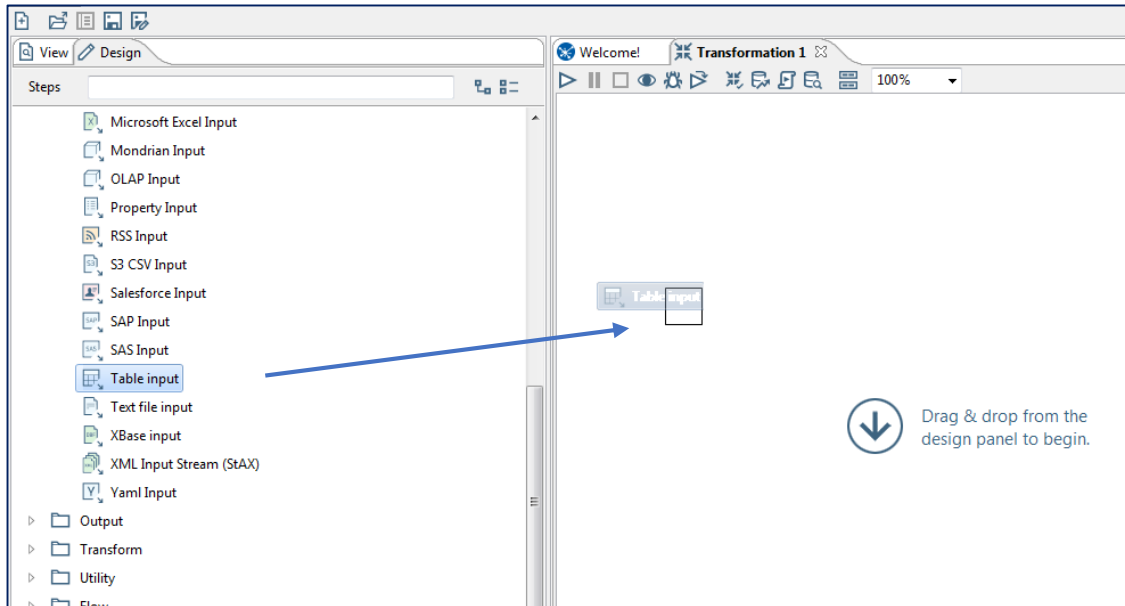 View
Design
Steps
Microsoft Excel Input
Mondrian Input
OLAP Input
Property Input
RSS Input
S3 CSV Input
Salesforce Input
SAP Input
SAS Input
Table input
Text file input
XBase input
XML Input Stream (StAX)
Yaml Input
Output
Transform
Utility
Flow
Welcome!
Transformation 1
100%
Table input
Drag & drop from the
design panel to begin.